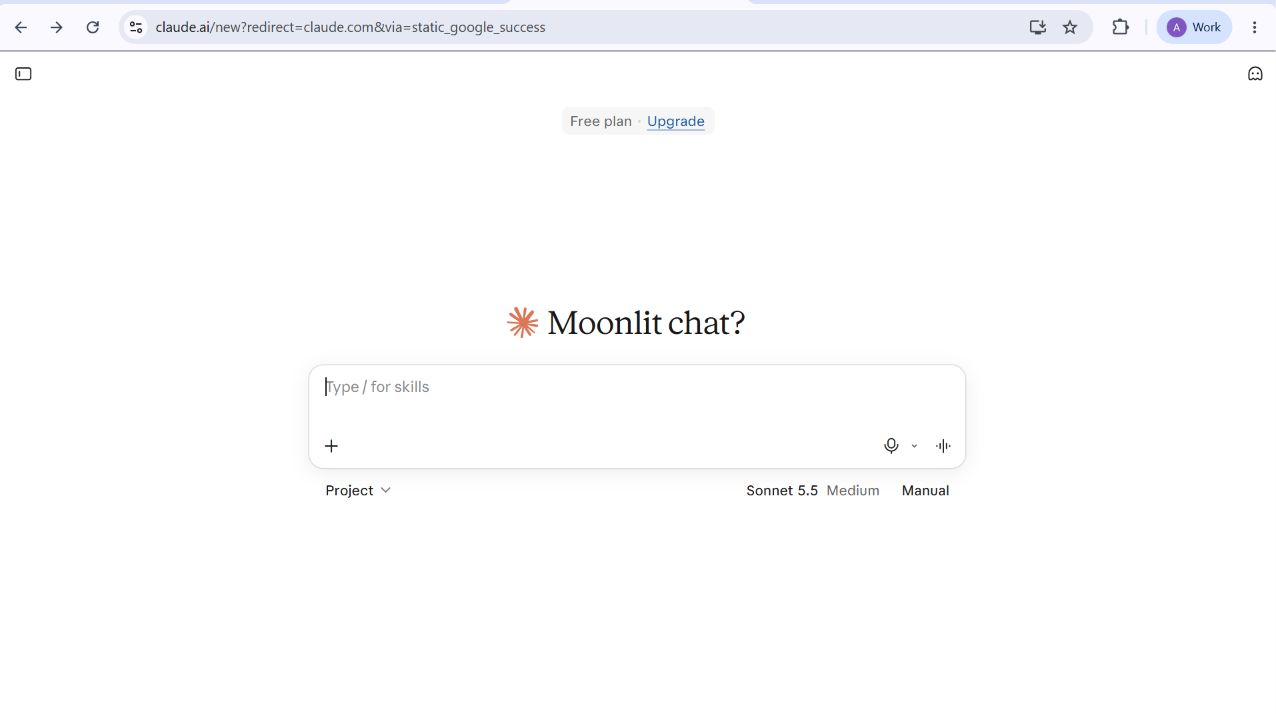 claude.ai/new?redirect=claude.com&via=static_google_success
A Work
Free plan · Upgrade
Moonlit chat?
Type / for skills
Project
Sonnet 5.5 Medium Manual